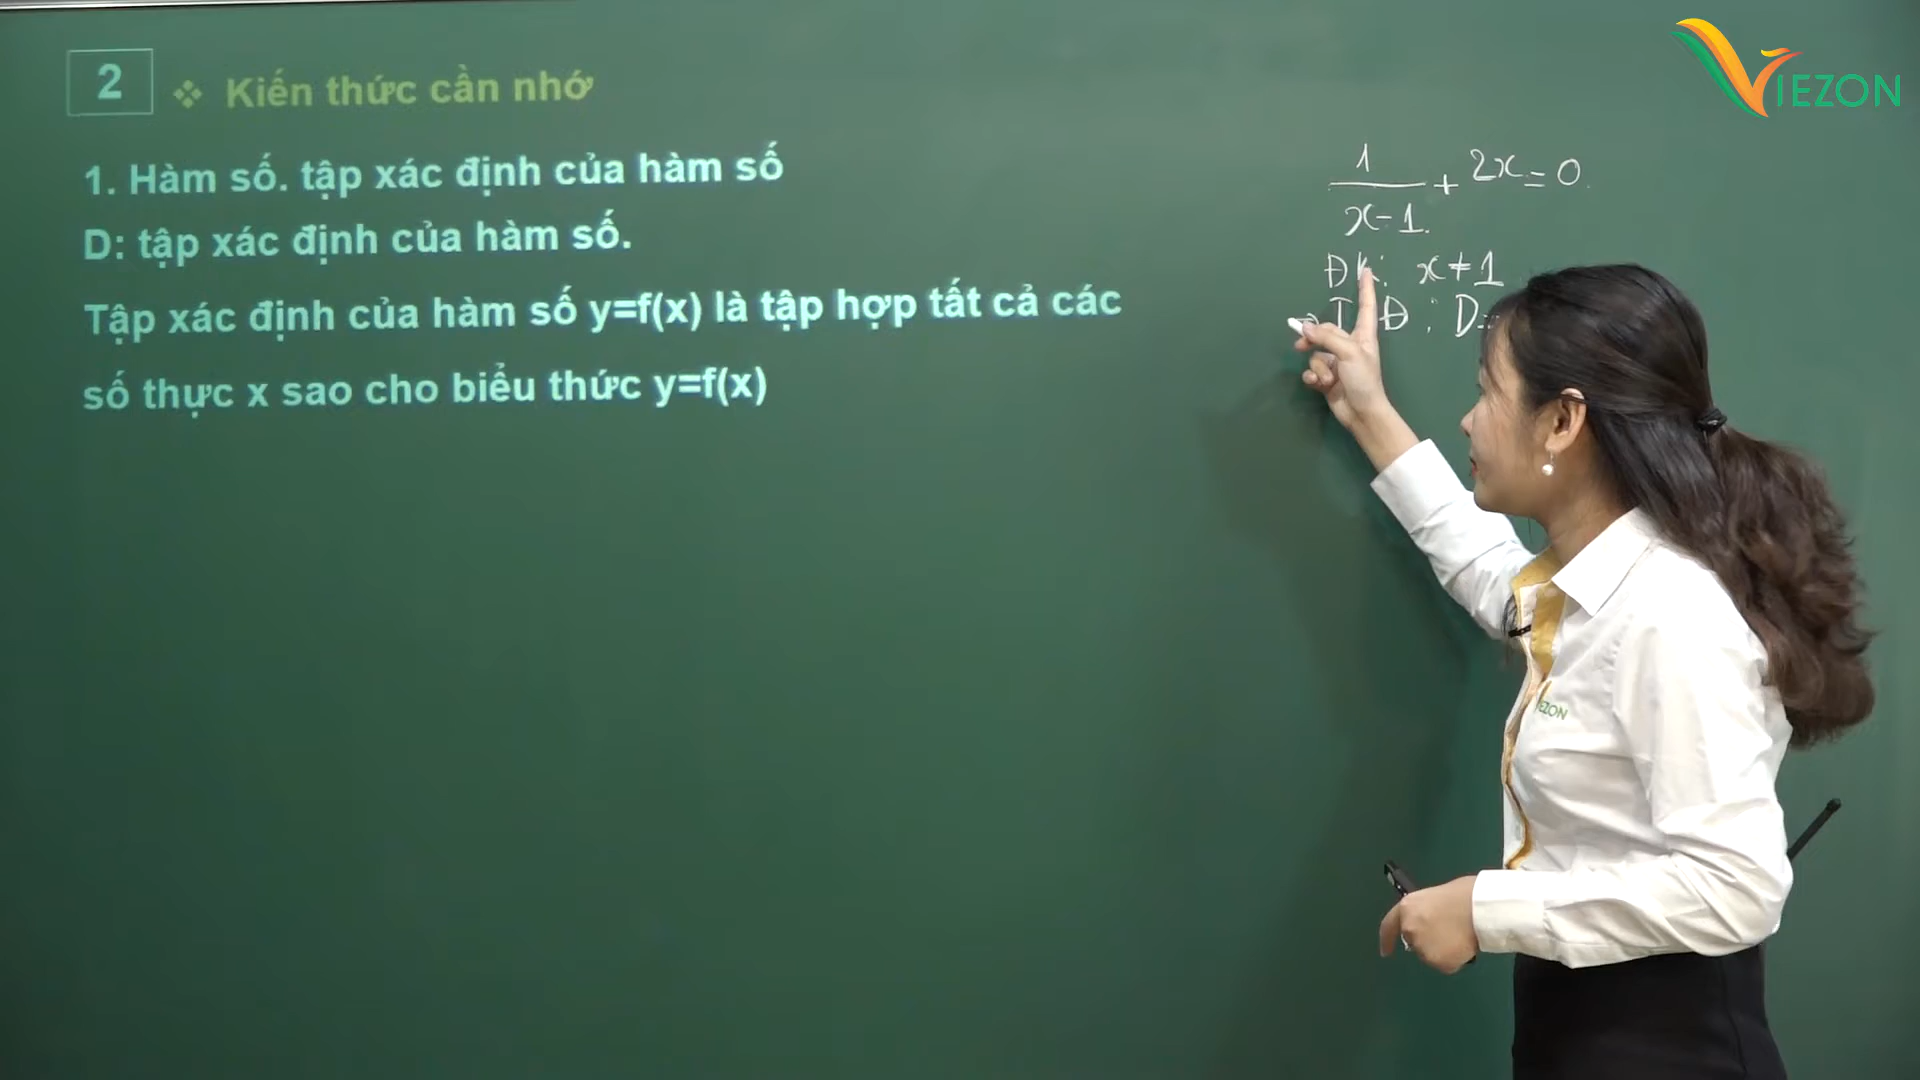 2
Kiến thức cần nhớ
1. Hàm số. tập xác định của hàm số
D: tập xác định của hàm số.
Tập xác định của hàm số y=f(x) là tập hợp tất cả các
số thực x sao cho biểu thức y=f(x)
1
x-1 + 2x = 0
ĐK: x ≠ 1
Đ : D=
VIEZON
EZON